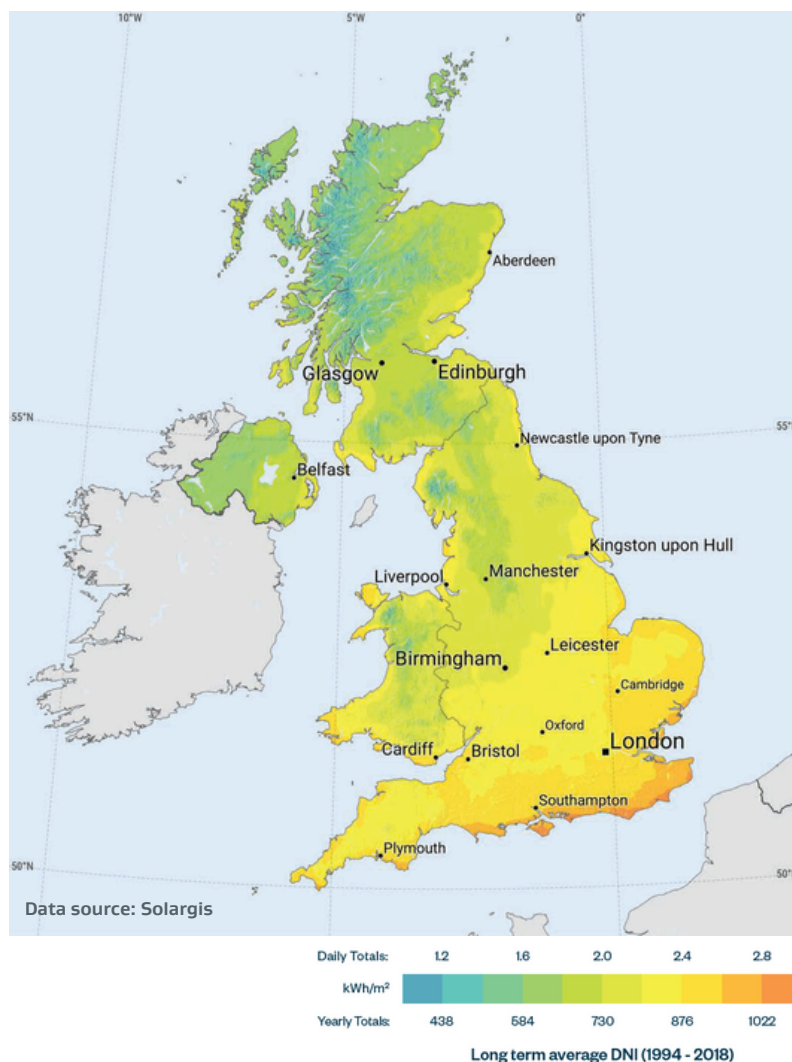 10°W 5°W 0°
Aberdeen
Glasgow Edinburgh
55°N 55°
Newcastle upon Tyne
Belfast
Kingston upon Hull
Liverpool Manchester
Leicester
Birmingham
Cambridge
Oxford
Cardiff Bristol London
Southampton
Plymouth
50°N 50°
5°
Data source: Solargis
Daily Totals: 1.2 1.6 2.0 2.4 2.8
kWh/m²
Yearly Totals: 438 584 730 876 1022
Long term average DNI (1994 - 2018)